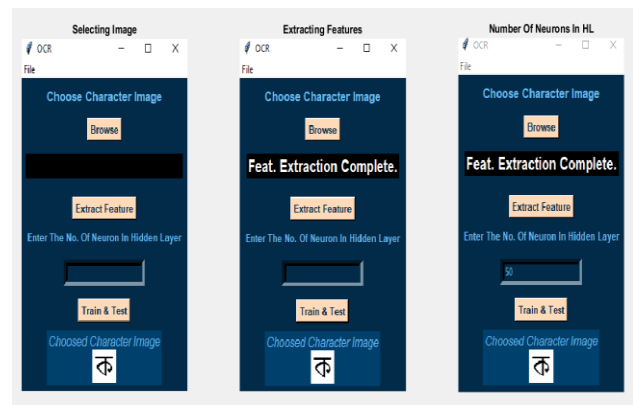 Selecting Image
OCR
File
Choose Character Image
Browse
Extract Feature
Enter The No. Of Neuron In Hidden Layer
Train & Test
Choosed Character Image
ক
Extracting Features
OCR
File
Choose Character Image
Browse
Feat. Extraction Complete.
Extract Feature
Enter The No. Of Neuron In Hidden Layer
Train & Test
Choosed Character Image
ক
Number Of Neurons In HL
OCR
File
Choose Character Image
Browse
Feat. Extraction Complete.
Extract Feature
Enter The No. Of Neuron In Hidden Layer
50
Train & Test
Choosed Character Image
ক